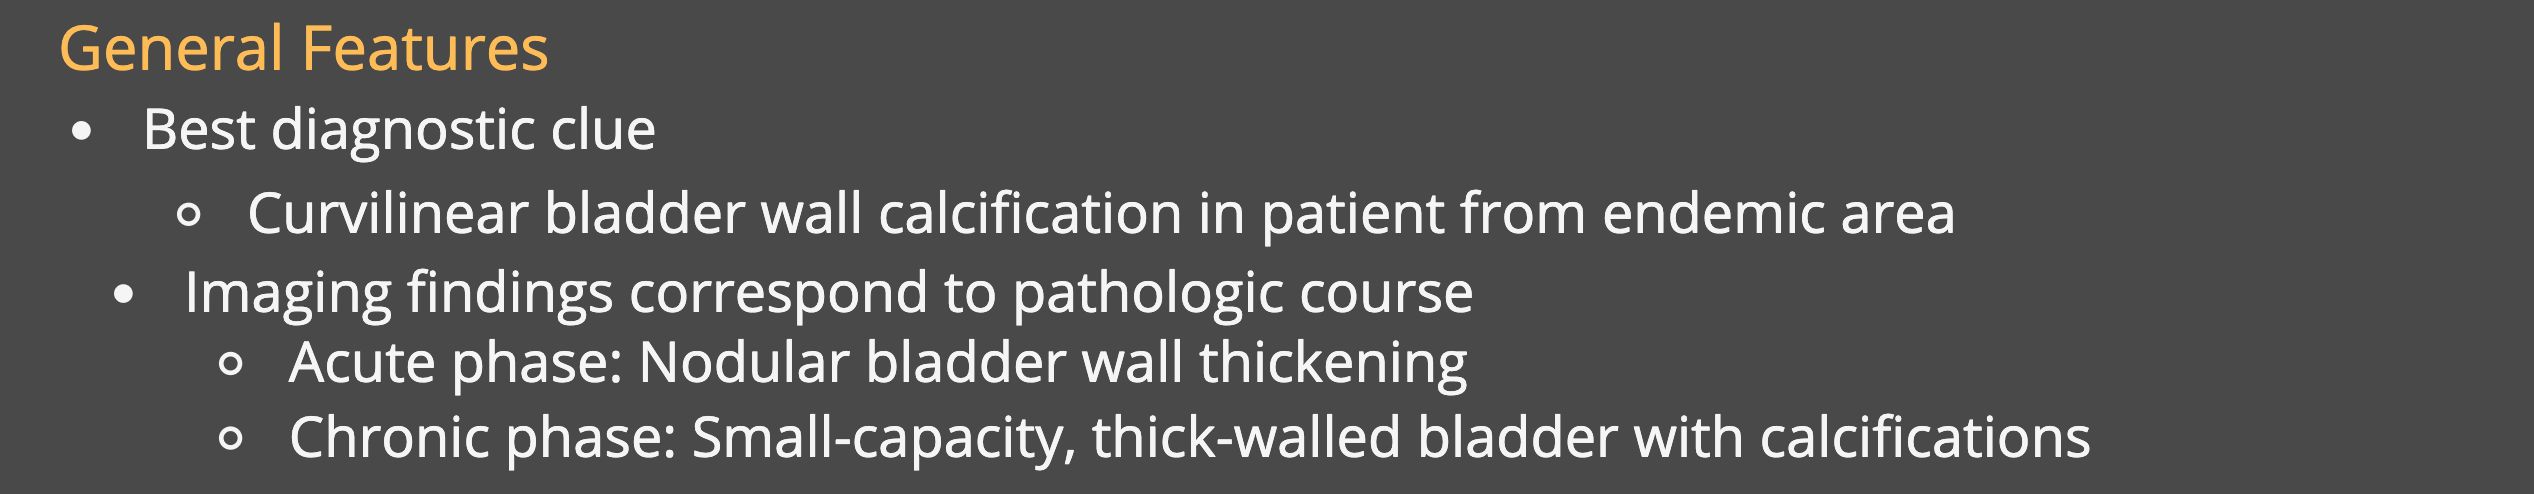 General Features
• Best diagnostic clue
○ Curvilinear bladder wall calcification in patient from endemic area
• Imaging findings correspond to pathologic course
○ Acute phase: Nodular bladder wall thickening
○ Chronic phase: Small-capacity, thick-walled bladder with calcifications